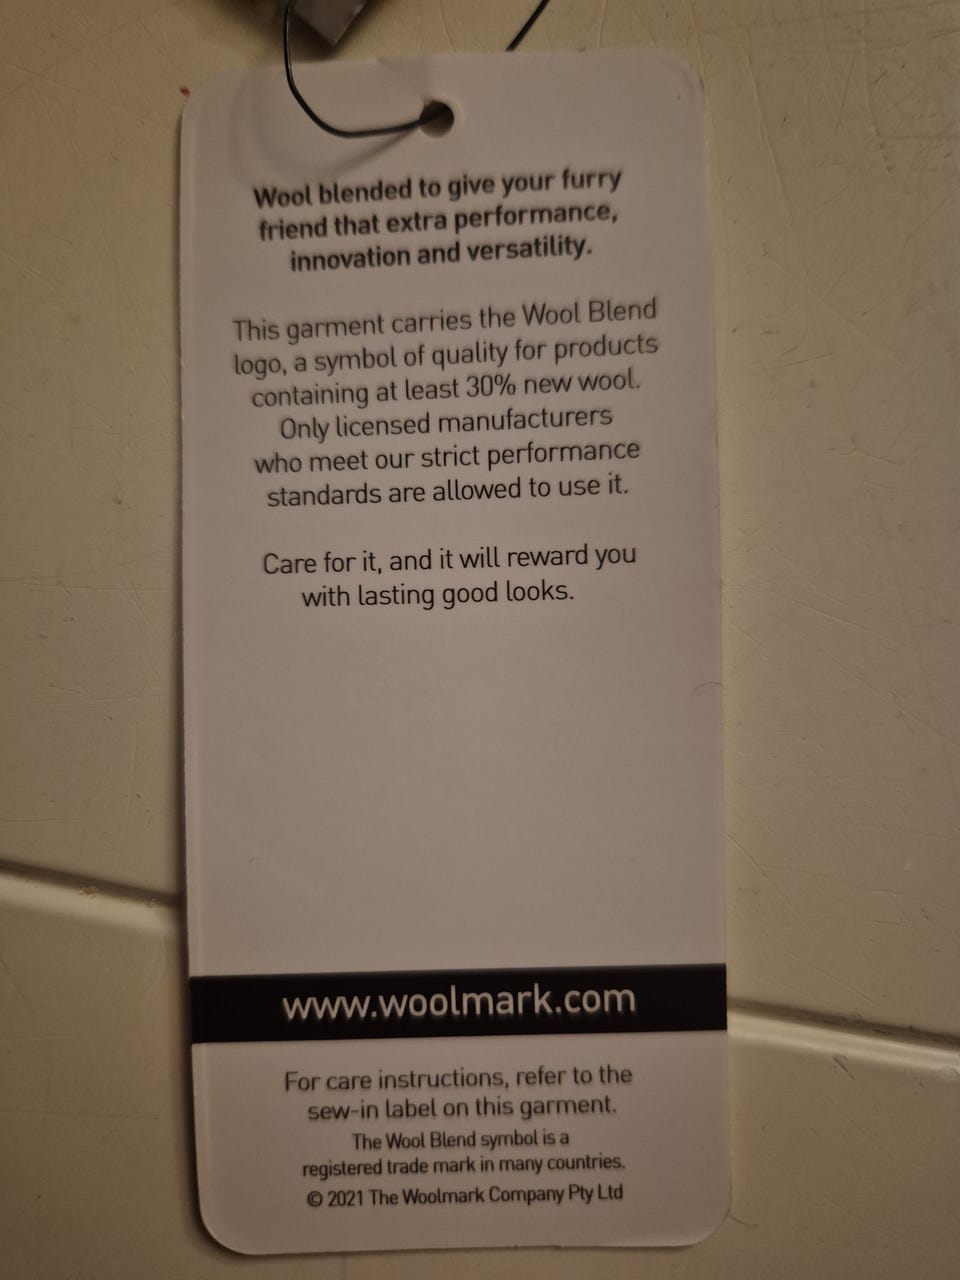 Wool blended to give your furry
friend that extra performance,
innovation and versatility.
This garment carries the Wool Blend
logo, a symbol of quality for products
containing at least 30% new wool.
Only licensed manufacturers
who meet our strict performance
standards are allowed to use it.
Care for it, and it will reward you
with lasting good looks.
www.woolmark.com
For care instructions, refer to the
sew-in label on this garment.
The Wool Blend symbol is a
registered trade mark in many countries.
© 2021 The Woolmark Company Pty Ltd